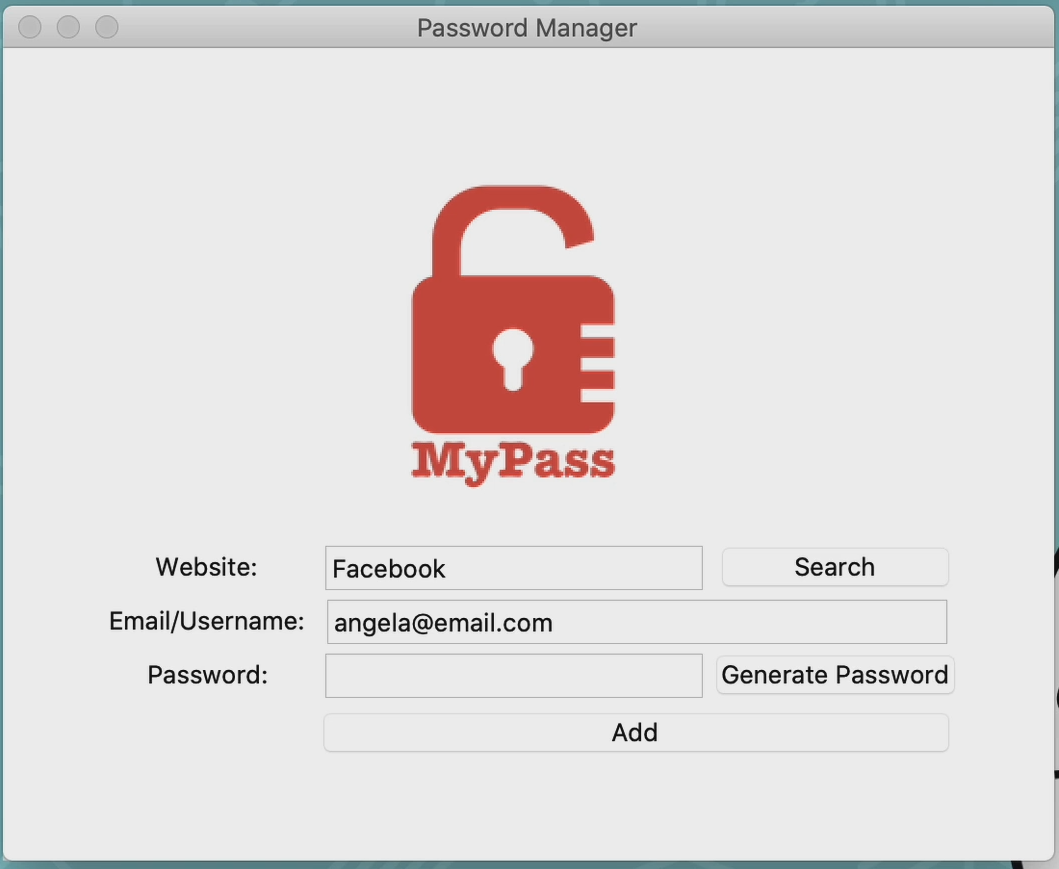 Password Manager
MyPass
Website: Facebook Search
Email/Username: angela@email.com
Password: Generate Password
Add